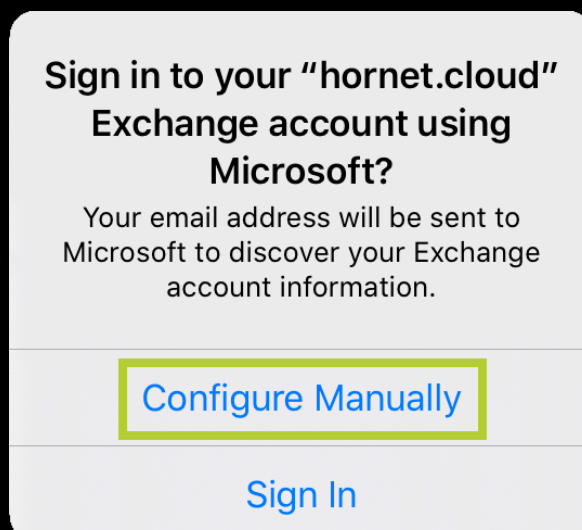 Sign in to your “hornet.cloud”
Exchange account using
Microsoft?
Your email address will be sent to
Microsoft to discover your Exchange
account information.
Configure Manually
Sign In